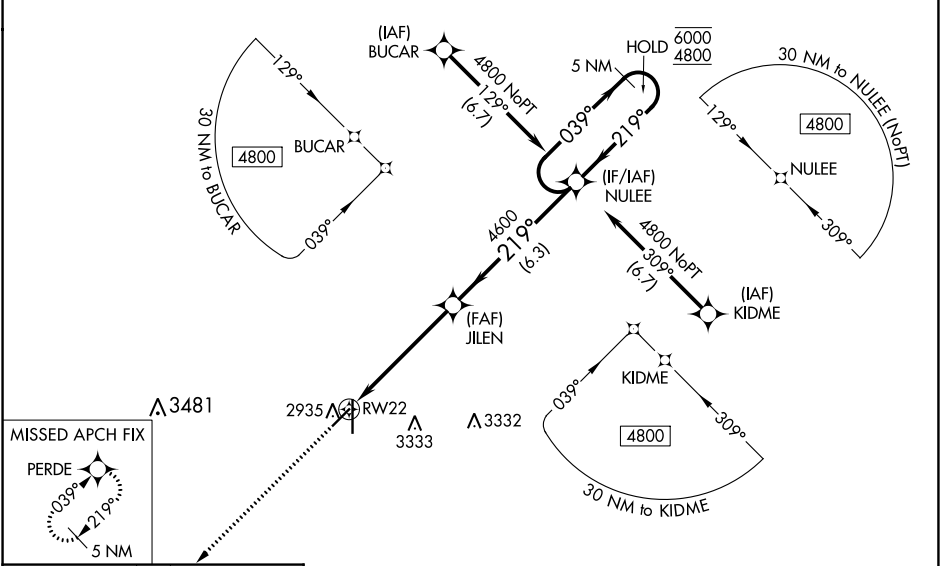 (IAF)
BUCAR
4800 NoPT
129°
(6.7)
HOLD
6000
4800
5 NM
039°
219°
(IF/IAF)
NULEE
129°
BUCAR
4800
039°
30 NM to BUCAR
30 NM to NULEE (NoPT)
129°
4800
NULEE
309°
4600
219°
(6.3)
4800 NoPT
309°
(6.7)
(IAF)
KIDME
(FAF)
JILEN
KIDME
039°
309°
4800
30 NM to KIDME
3481
2935
RW22
3333
3332
MISSED APCH FIX
PERDE
039°
219°
5 NM